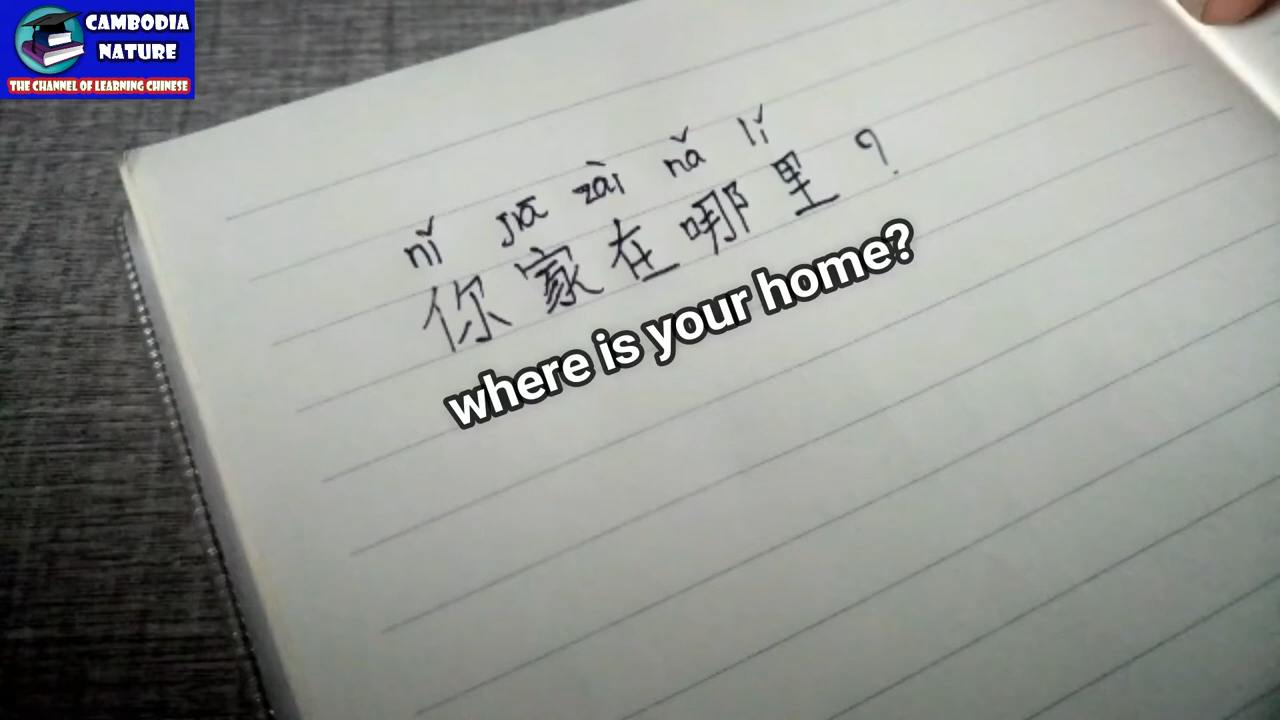 CAMBODIA
NATURE
THE CHANNEL OF LEARNING CHINESE
nǐ jiā zài nǎ lǐ
你家在哪里？
where is your home?